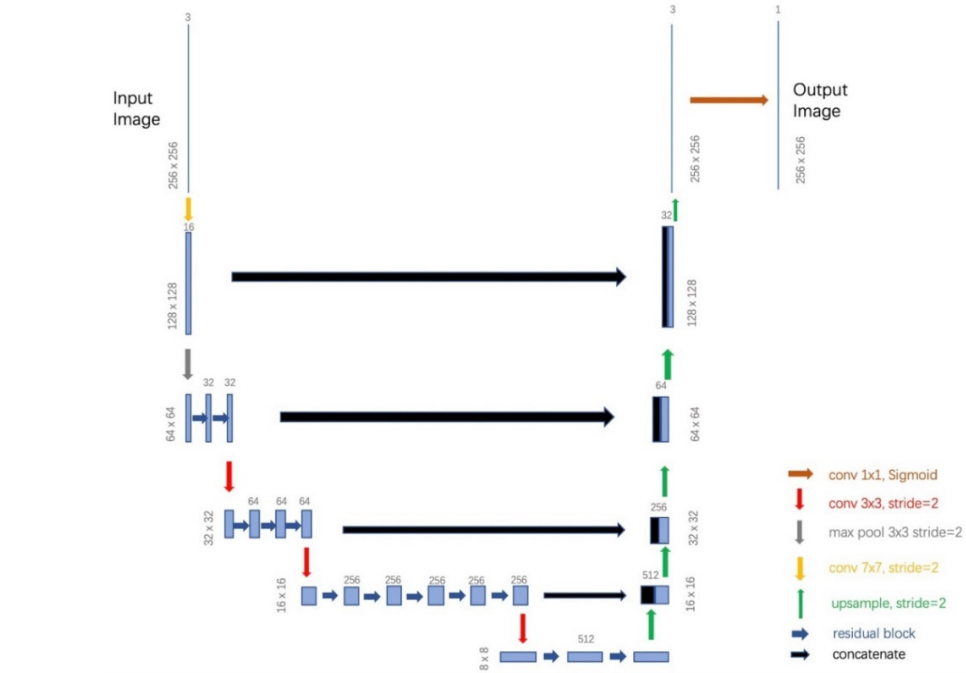 3
3
1
Input
Image
Output
Image
256 x 256
256 x 256
256 x 256
16
32
128 x 128
128 x 128
32
32
64
64 x 64
64 x 64
64
64
64
256
32 x 32
32 x 32
256
256
256
256
256
512
16 x 16
16 x 16
512
8 x 8
conv 1x1, Sigmoid
conv 3x3, stride=2
max pool 3x3 stride=2
conv 7x7, stride=2
upsample, stride=2
residual block
concatenate